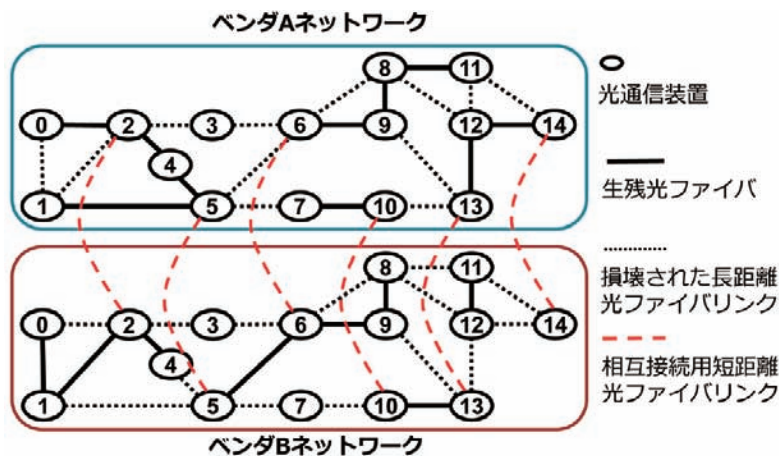 ベンダAネットワーク
8 11
0 2 3 6 9 12 14
4
1 5 7 10 13
8 11
0 2 3 6 9 12 14
4
1 5 7 10 13
ベンダBネットワーク
光通信装置
生残光ファイバ
損壊された長距離
光ファイバリンク
相互接続用短距離
光ファイバリンク